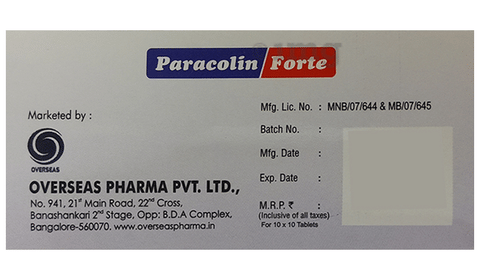 Paracolin Forte
Mfg. Lic. No. : MNB/07/644 & MB/07/645
Marketed by :
Batch No. :
Mfg. Date :
OVERSEAS
Exp. Date :
OVERSEAS PHARMA PVT. LTD.,
No. 941, 21st Main Road, 22nd Cross,
M.R.P. ₹ :
Banashankari 2nd Stage, Opp: B.D.A Complex,
(Inclusive of all taxes)
Bangalore-560070. www.overseaspharma.in
For 10 x 10 Tablets